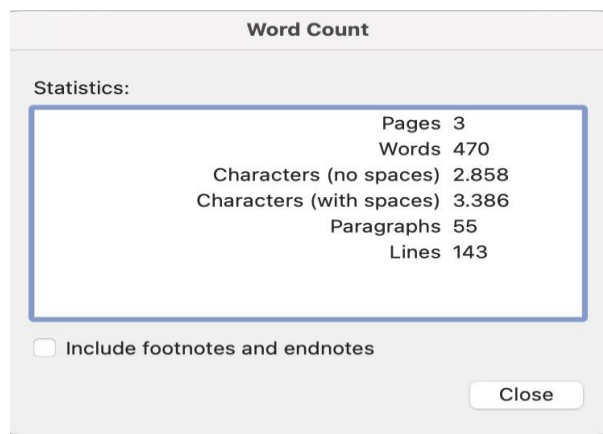 Word Count
Statistics:
Pages 3
Words 470
Characters (no spaces) 2.858
Characters (with spaces) 3.386
Paragraphs 55
Lines 143
Include footnotes and endnotes
Close